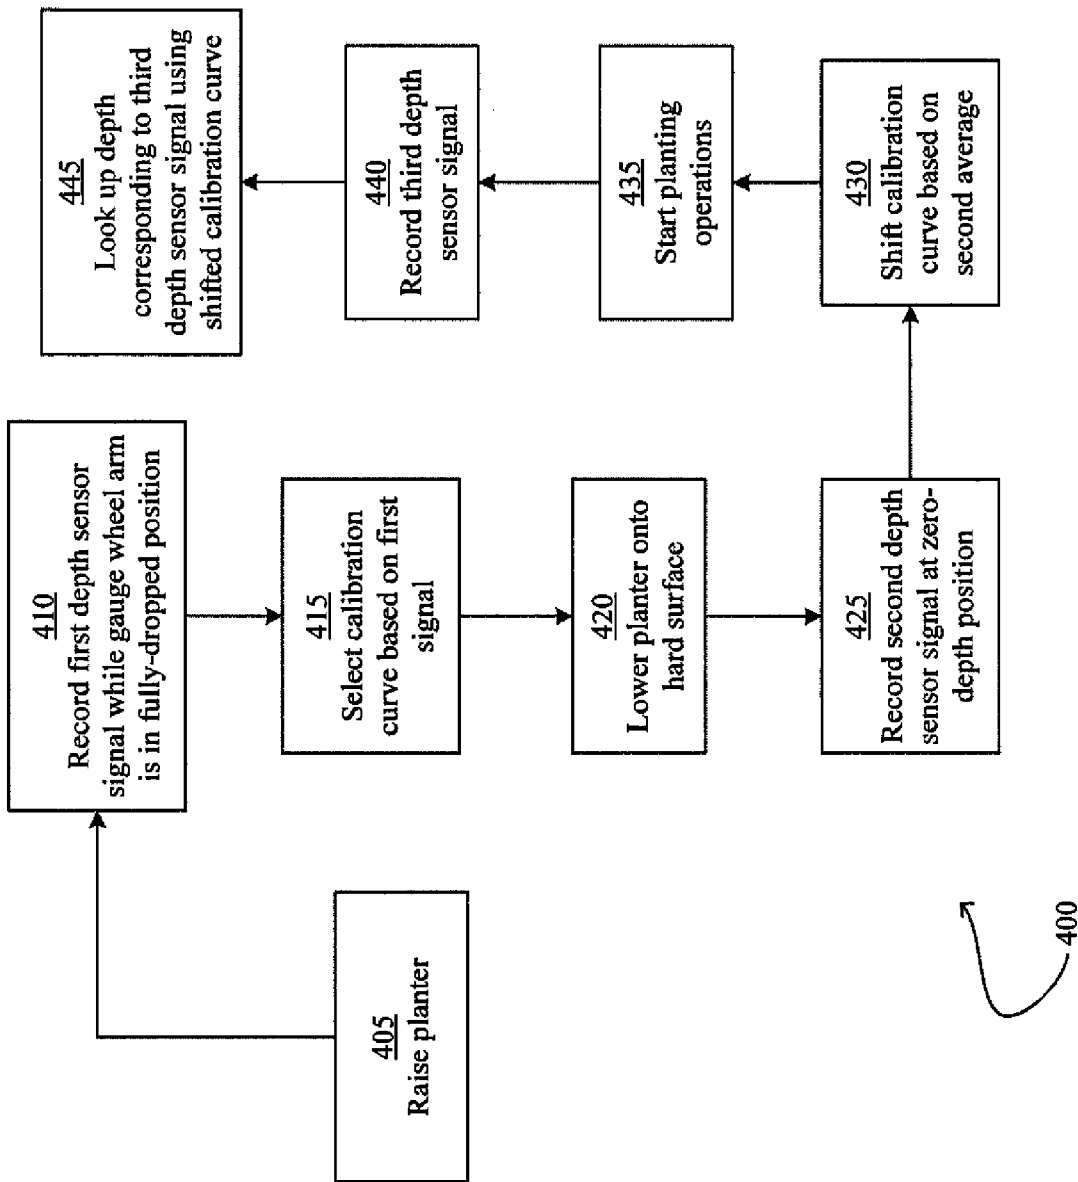 405
Raise planter
410
Record first depth sensor
signal while gauge wheel arm
is in fully-dropped position
415
Select calibration
curve based on first
signal
420
Lower planter onto
hard surface
425
Record second depth
sensor signal at zero-
depth position
430
Shift calibration
curve based on
second average
435
Start planting
operations
440
Record third depth
sensor signal
445
Look up depth
corresponding to third
depth sensor signal using
shifted calibration curve
400